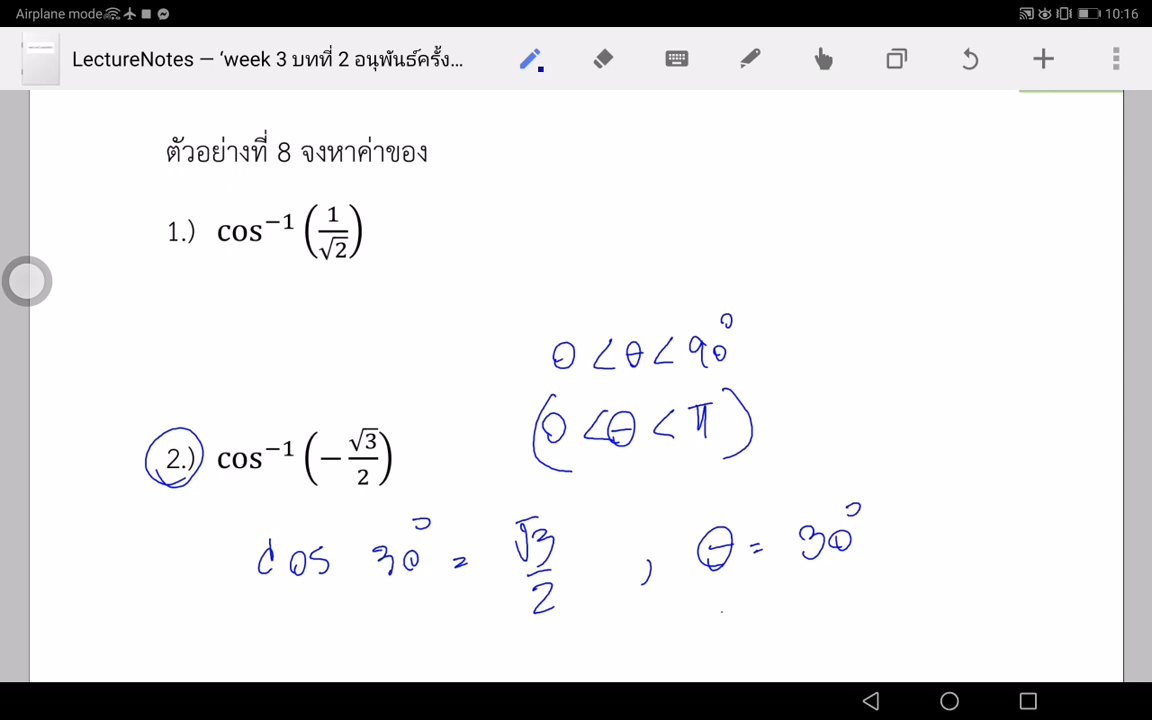 Airplane mode 10:16
LectureNotes — ‘week 3 บทที่ 2 อนุพันธ์ครั้ง...
ตัวอย่างที่ 8 จงหาค่าของ
1.) cos⁻¹ (1/√2)
0 < θ < 90°
(0 < θ < π)
2.) cos⁻¹ (−√3/2)
cos 30° = √3/2 , θ = 30°